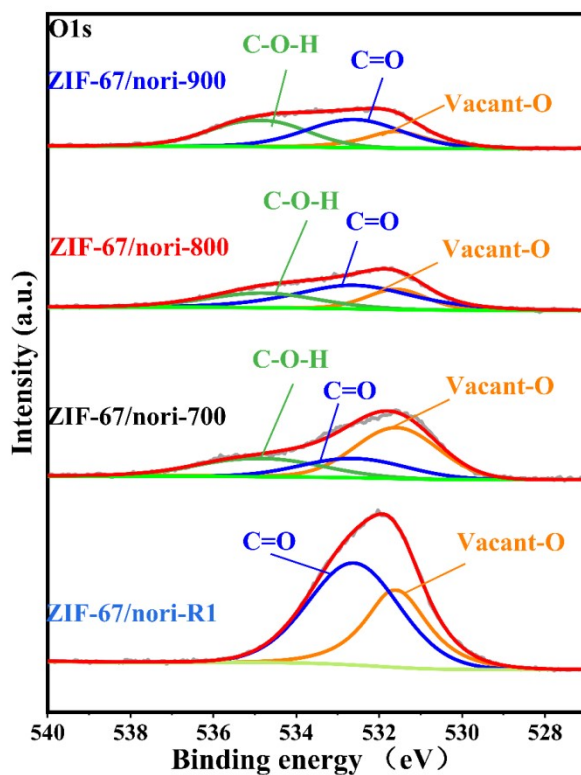 O1s
C-O-H
ZIF-67/nori-900
C=O
Vacant-O
C-O-H
ZIF-67/nori-800
C=O
Vacant-O
C-O-H
ZIF-67/nori-700
C=O
Vacant-O
C=O
Vacant-O
ZIF-67/nori-R1
Intensity (a.u.)
540 538 536 534 532 530 528
Binding energy （eV）